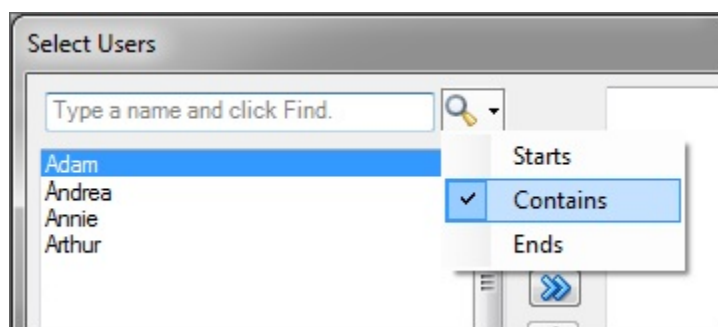 Select Users
Type a name and click Find.
Adam
Andrea
Annie
Arthur
Starts
Contains
Ends